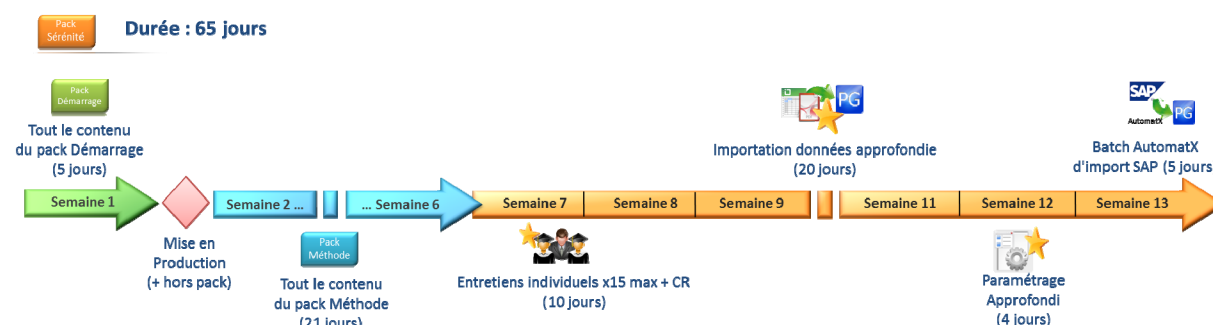 Pack
Sérénité
Durée : 65 jours
Pack
Démarrage
Tout le contenu
du pack Démarrage
(5 jours)
PG
Importation données approfondie
(20 jours)
SAP
AutomatX
PG
Batch AutomatX
d'import SAP (5 jours
Semaine 1
Semaine 2 ...
... Semaine 6
Semaine 7
Semaine 8
Semaine 9
Semaine 11
Semaine 12
Semaine 13
Mise en
Production
(+ hors pack)
Pack
Méthode
Tout le contenu
du pack Méthode
(21 jours)
Entretiens individuels x15 max + CR
(10 jours)
Paramétrage
Approfondi
(4 jours)